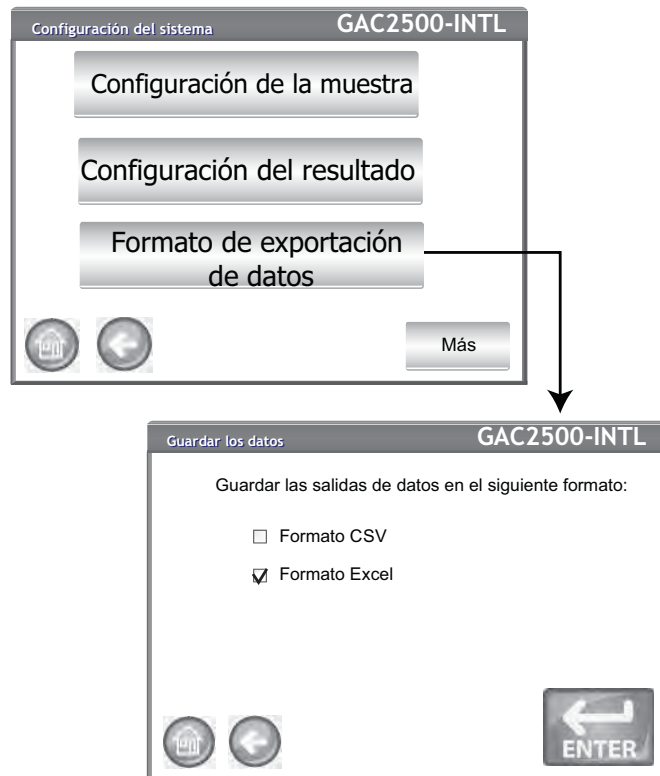 Configuración del sistema
GAC2500-INTL
Configuración de la muestra
Configuración del resultado
Formato de exportación
de datos
Más
Guardar los datos
GAC2500-INTL
Guardar las salidas de datos en el siguiente formato:
Formato CSV
Formato Excel
ENTER